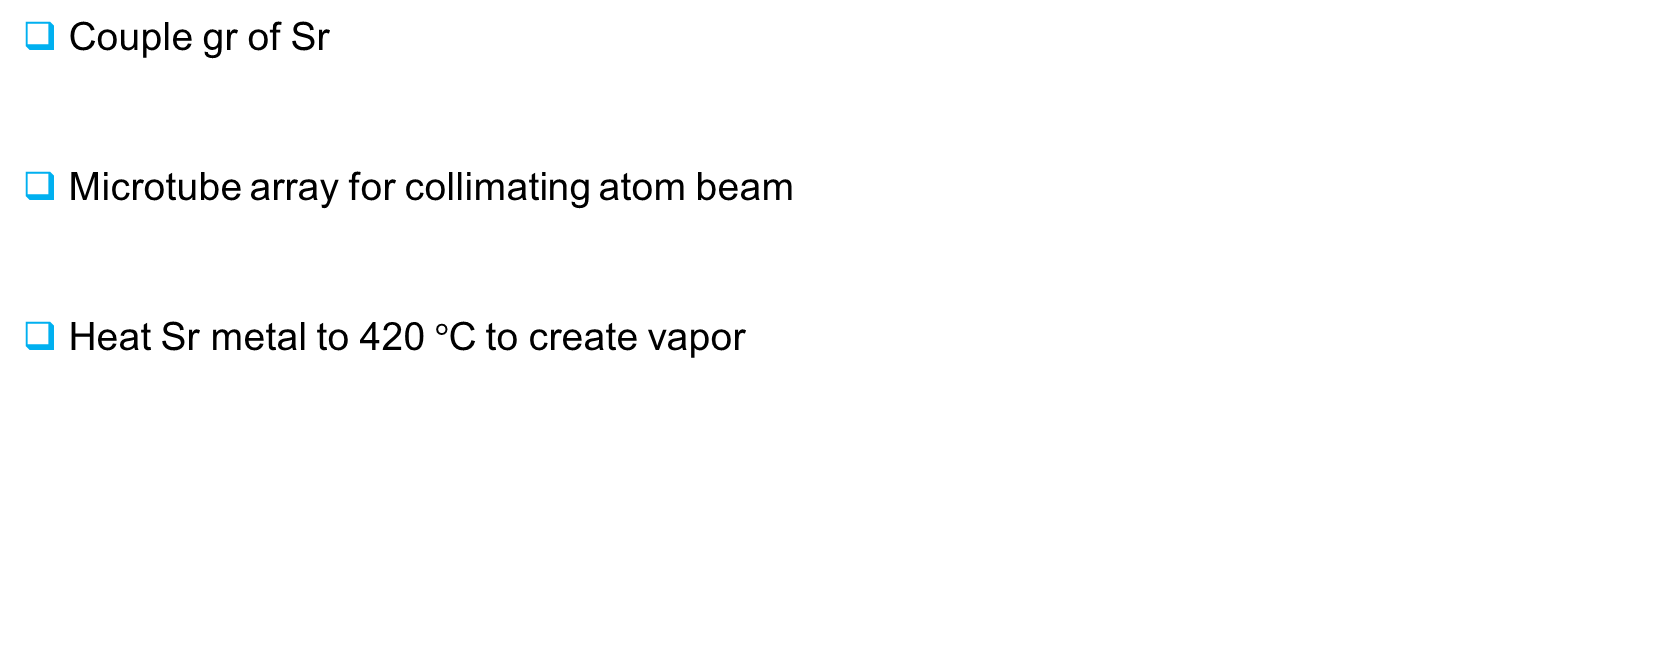 ❑ Couple gr of Sr
❑ Microtube array for collimating atom beam
❑ Heat Sr metal to 420 °C to create vapor